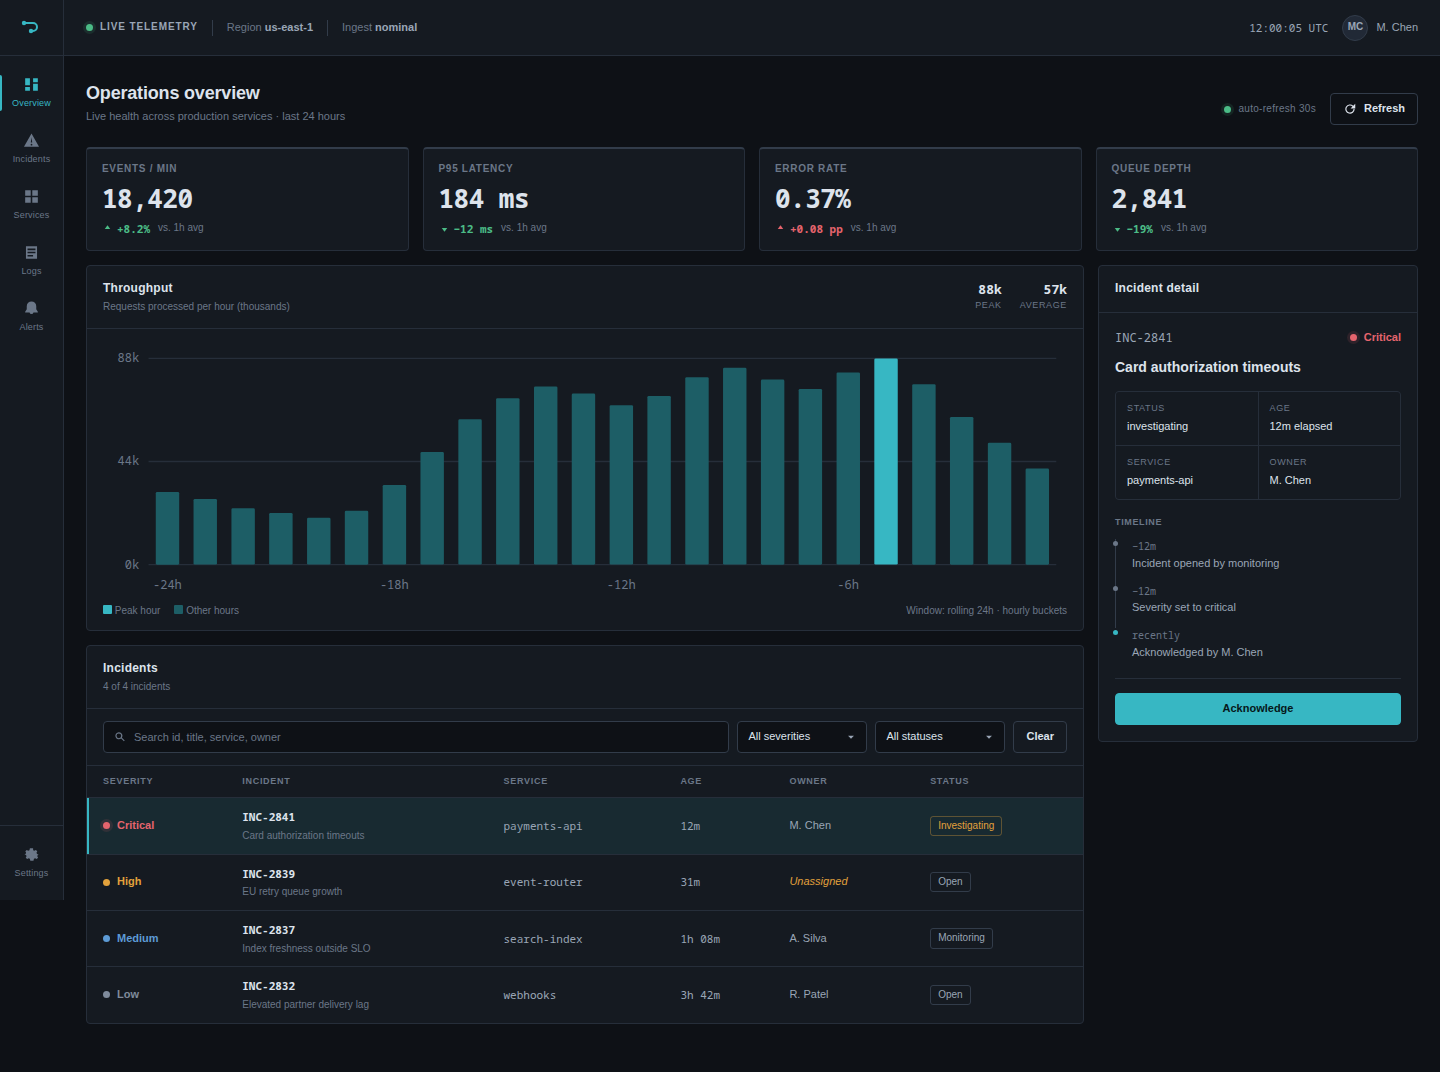 LIVE TELEMETRY
Region us-east-1
Ingest nominal
12:00:05 UTC
MC
M. Chen
Overview
Incidents
Services
Logs
Alerts
Settings
Operations overview
Live health across production services · last 24 hours
auto-refresh 30s
Refresh
EVENTS / MIN
18,420
+8.2% vs. 1h avg
P95 LATENCY
184 ms
−12 ms vs. 1h avg
ERROR RATE
0.37%
+0.08 pp vs. 1h avg
QUEUE DEPTH
2,841
−19% vs. 1h avg
Throughput
Requests processed per hour (thousands)
88k
PEAK
57k
AVERAGE
88k
44k
0k
-24h
-18h
-12h
-6h
Peak hour
Other hours
Window: rolling 24h · hourly buckets
Incident detail
INC-2841
Critical
Card authorization timeouts
STATUS
investigating
AGE
12m elapsed
SERVICE
payments-api
OWNER
M. Chen
TIMELINE
−12m
Incident opened by monitoring
−12m
Severity set to critical
recently
Acknowledged by M. Chen
Acknowledge
Incidents
4 of 4 incidents
Search id, title, service, owner
All severities
All statuses
Clear
SEVERITY INCIDENT SERVICE AGE OWNER STATUS
Critical
INC-2841
Card authorization timeouts
payments-api
12m
M. Chen
Investigating
High
INC-2839
EU retry queue growth
event-router
31m
Unassigned
Open
Medium
INC-2837
Index freshness outside SLO
search-index
1h 08m
A. Silva
Monitoring
Low
INC-2832
Elevated partner delivery lag
webhooks
3h 42m
R. Patel
Open